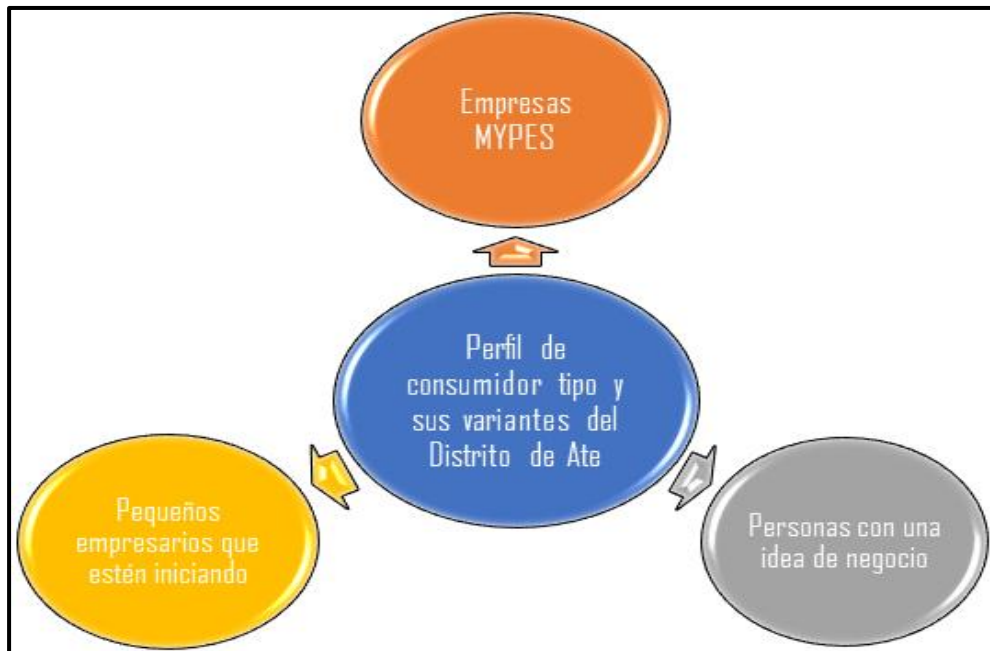 Empresas
MYPES
Perfil de
consumidor tipo y
sus variantes del
Distrito de Ate
Pequeños
empresarios que
estén iniciando
Personas con una
idea de negocio